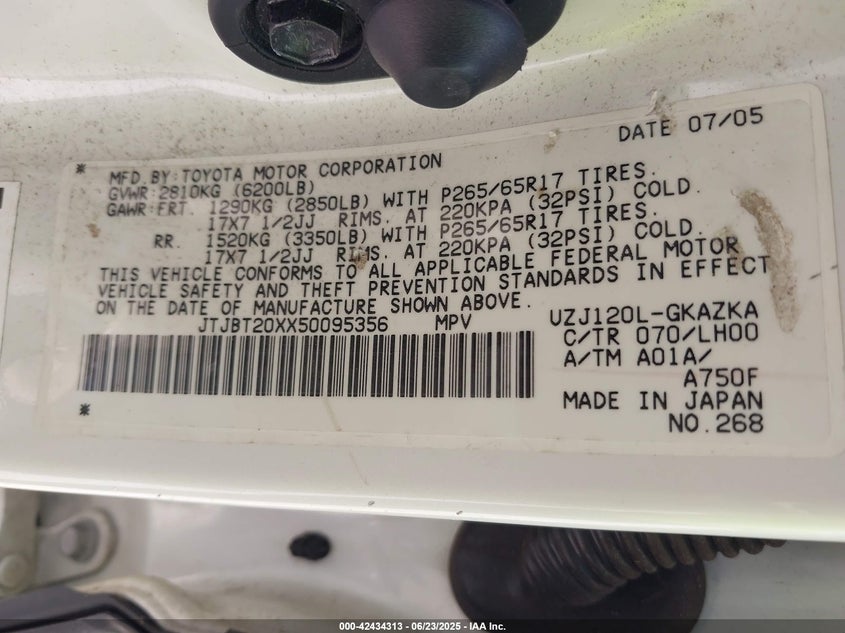 DATE 07/05
* MFD.BY:TOYOTA MOTOR CORPORATION
GVWR:2810KG (6200LB)
GAWR:FRT. 1290KG (2850LB) WITH P265/65R17 TIRES.
17X7 1/2JJ RIMS. AT 220KPA (32PSI) COLD.
RR. 1520KG (3350LB) WITH P265/65R17 TIRES.
17X7 1/2JJ RIMS. AT 220KPA (32PSI) COLD.
THIS VEHICLE CONFORMS TO ALL APPLICABLE FEDERAL MOTOR
VEHICLE SAFETY AND THEFT PREVENTION STANDARDS IN EFFECT
ON THE DATE OF MANUFACTURE SHOWN ABOVE.
JTJBT20XX50095356 MPV
UZJ120L-GKAZKA
C/TR 070/LH00
A/TM A01A/
A750F
* MADE IN JAPAN
NO.268
000-42434313 - 06/23/2025 - IAA Inc.